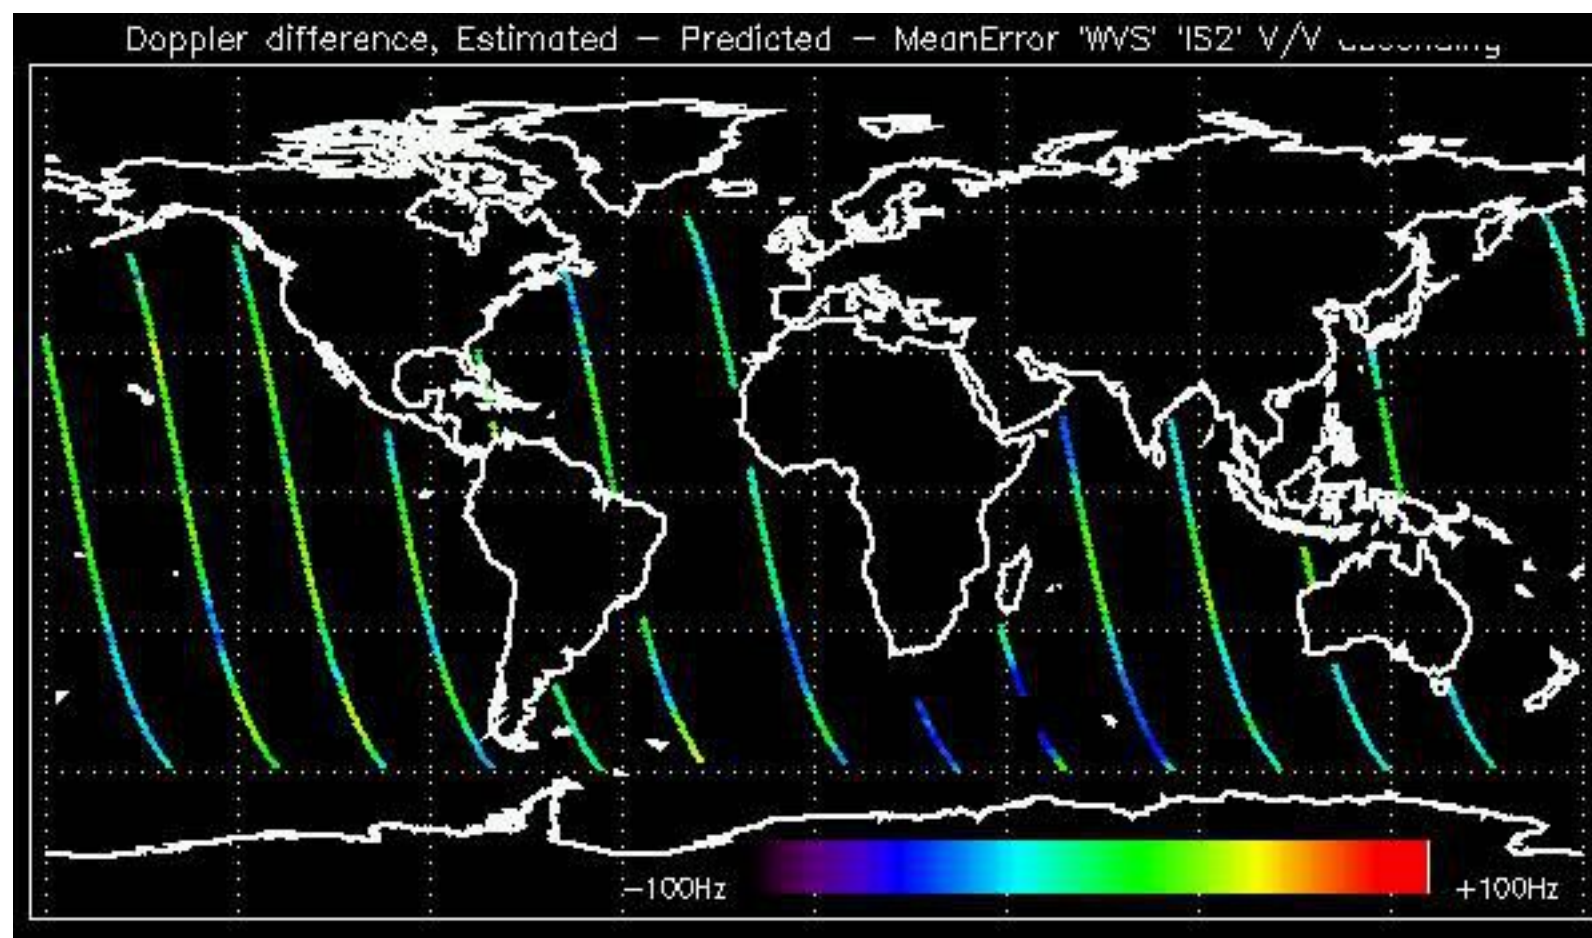 Doppler difference, Estimated – Predicted – MeanError 'WVS' 'IS2' V/V
–100Hz
+100Hz